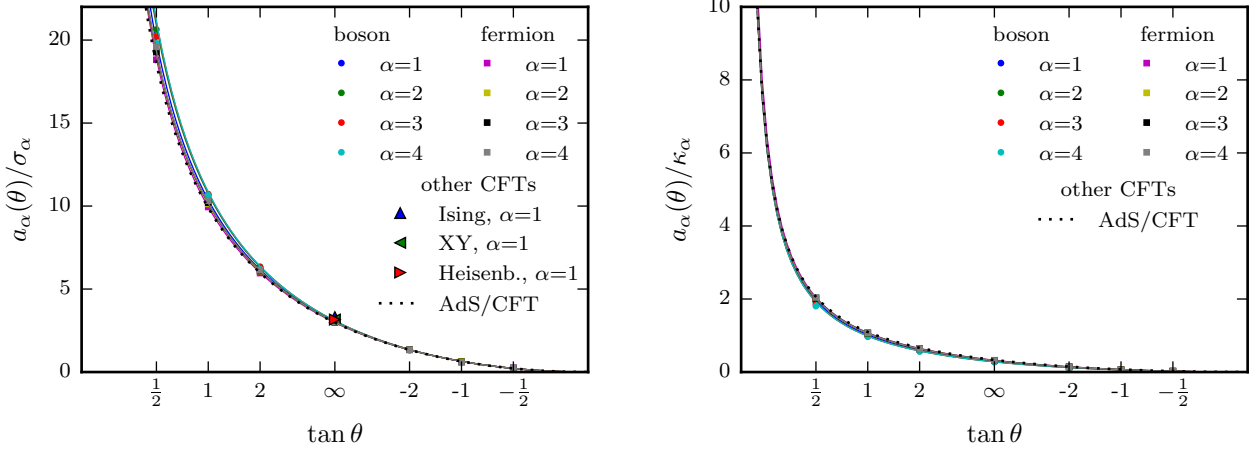 boson fermion
α=1 α=1
α=2 α=2
α=3 α=3
α=4 α=4
other CFTs
Ising, α=1
XY, α=1
Heisenb., α=1
AdS/CFT
20
15
10
5
0
1/2 1 2 ∞ -2 -1 −1/2
tan θ
a_α(θ)/σ_α
boson fermion
α=1 α=1
α=2 α=2
α=3 α=3
α=4 α=4
other CFTs
AdS/CFT
10
8
6
4
2
0
1/2 1 2 ∞ -2 -1 −1/2
tan θ
a_α(θ)/κ_α